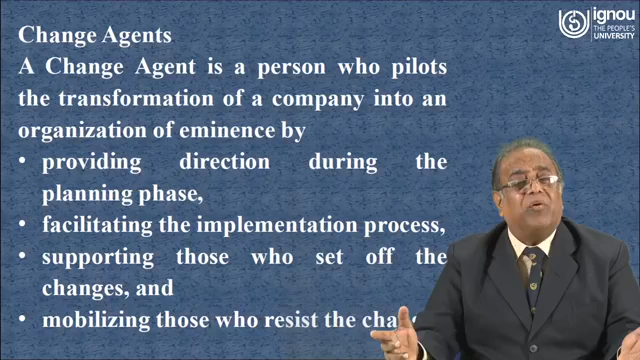 Change Agents
A Change Agent is a person who pilots
the transformation of a company into an
organization of eminence by
• providing direction during the
planning phase,
• facilitating the implementation process,
• supporting those who set off the
changes, and
• mobilizing those who resist the
ignou
THE PEOPLE'S
UNIVERSITY